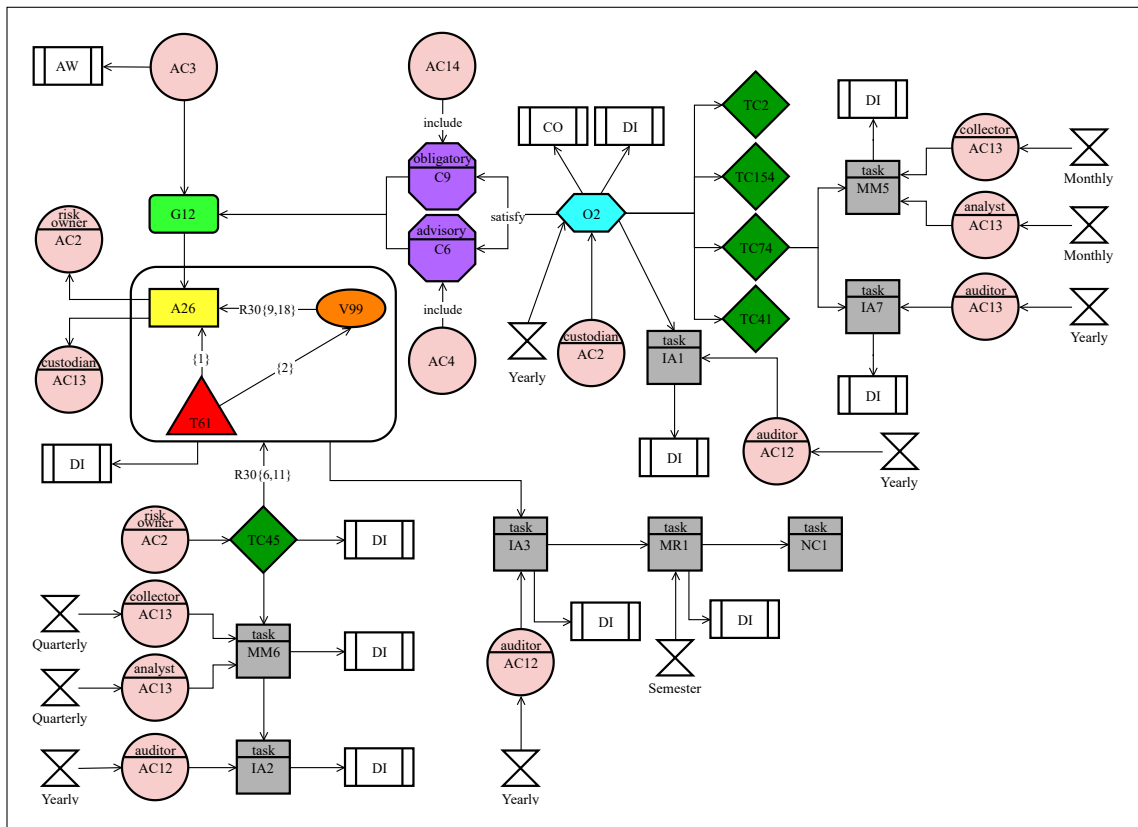 AW
AC3
AC14
include
obligatory
C9
advisory
C6
satisfy
include
AC4
CO
DI
O2
TC2
TC154
TC74
TC41
DI
task
MM5
collector
AC13
Monthly
analyst
AC13
Monthly
task
IA7
auditor
AC13
Yearly
DI
G12
risk
owner
AC2
A26
R30{9,18}
V99
custodian
AC13
{1}
{2}
T61
Yearly
custodian
AC2
task
IA1
DI
auditor
AC12
Yearly
DI
R30{6,11}
risk
owner
AC2
TC45
DI
task
IA3
task
MR1
task
NC1
collector
AC13
Quarterly
DI
DI
task
MM6
DI
analyst
AC13
Quarterly
auditor
AC12
Semester
auditor
AC12
Yearly
task
IA2
DI
Yearly